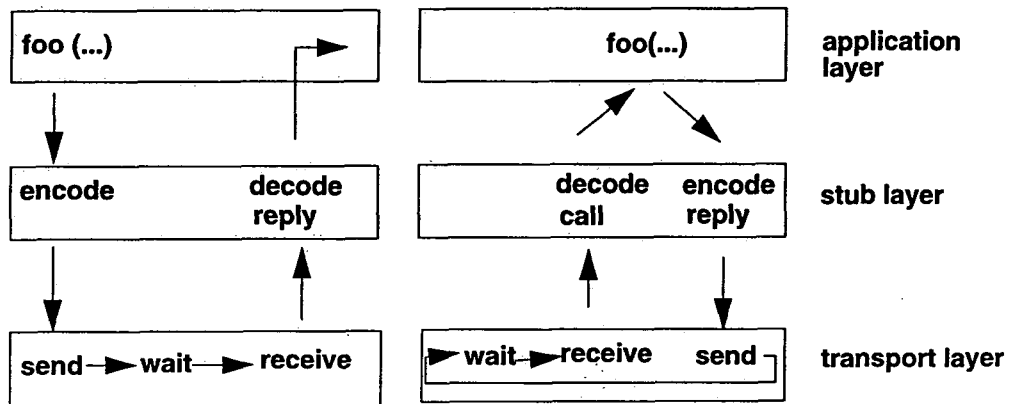 foo (...)
foo(...)
application
layer
encode
decode
reply
decode
call
encode
reply
stub layer
send wait receive
wait receive send
transport layer